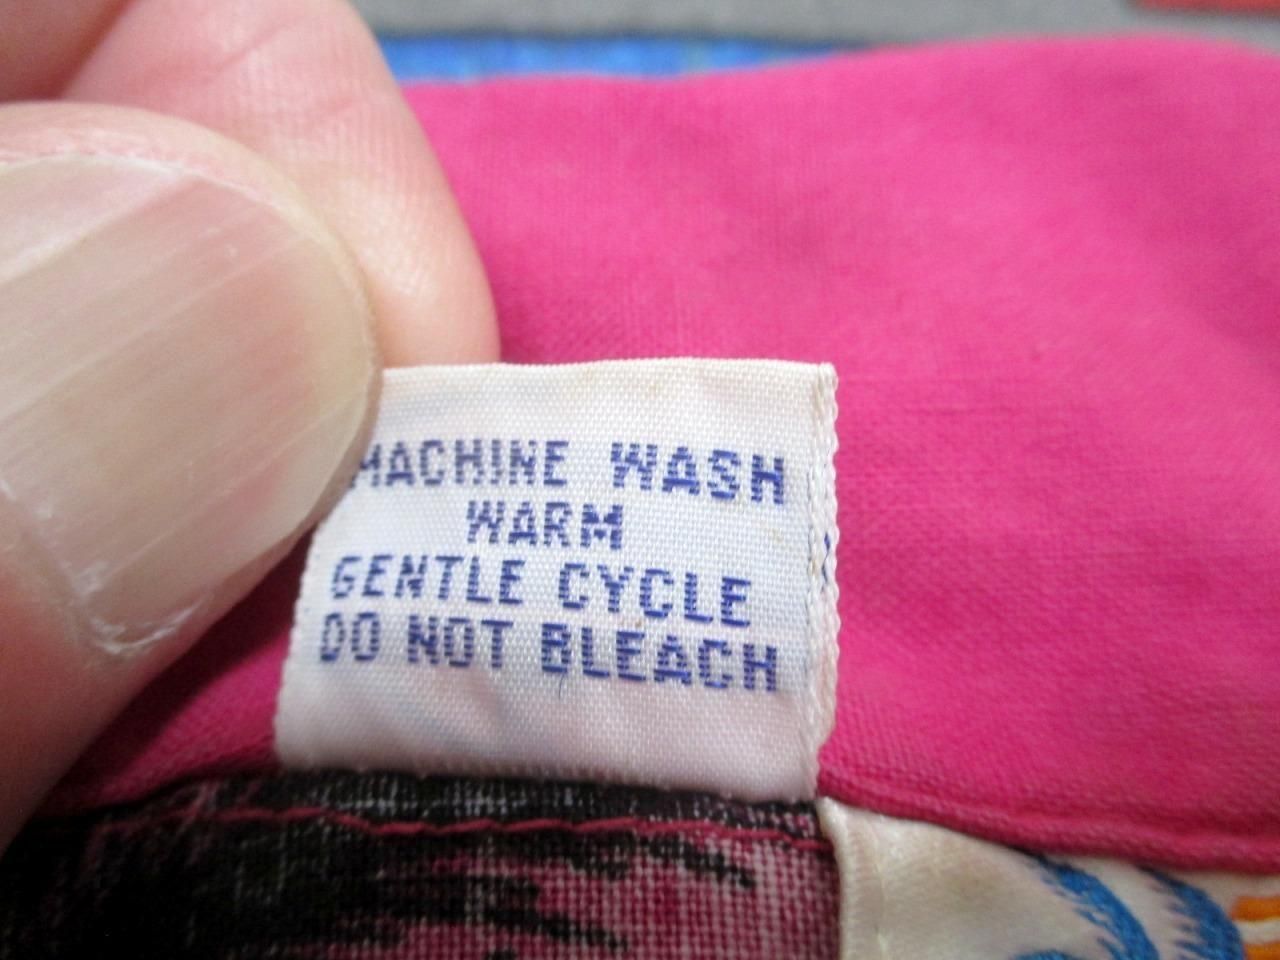 MACHINE WASH
WARM
GENTLE CYCLE
DO NOT BLEACH